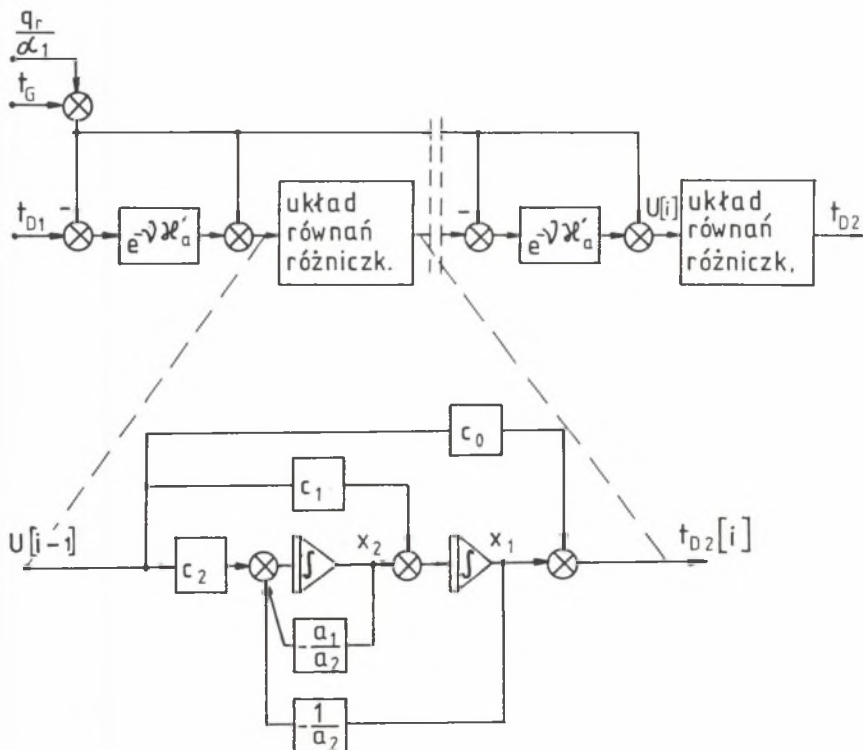 q_r
α_1
t_G
-
t_D1
e^-νϰ'_a
układ
równań
różniczk.
-
e^-νϰ'_a
U[i]
układ
równań
różniczk.
t_D2
c_0
c_1
U[i-1]
c_2
∫
x_2
∫
x_1
t_D2[i]
-a_1
a_2
-1
a_2